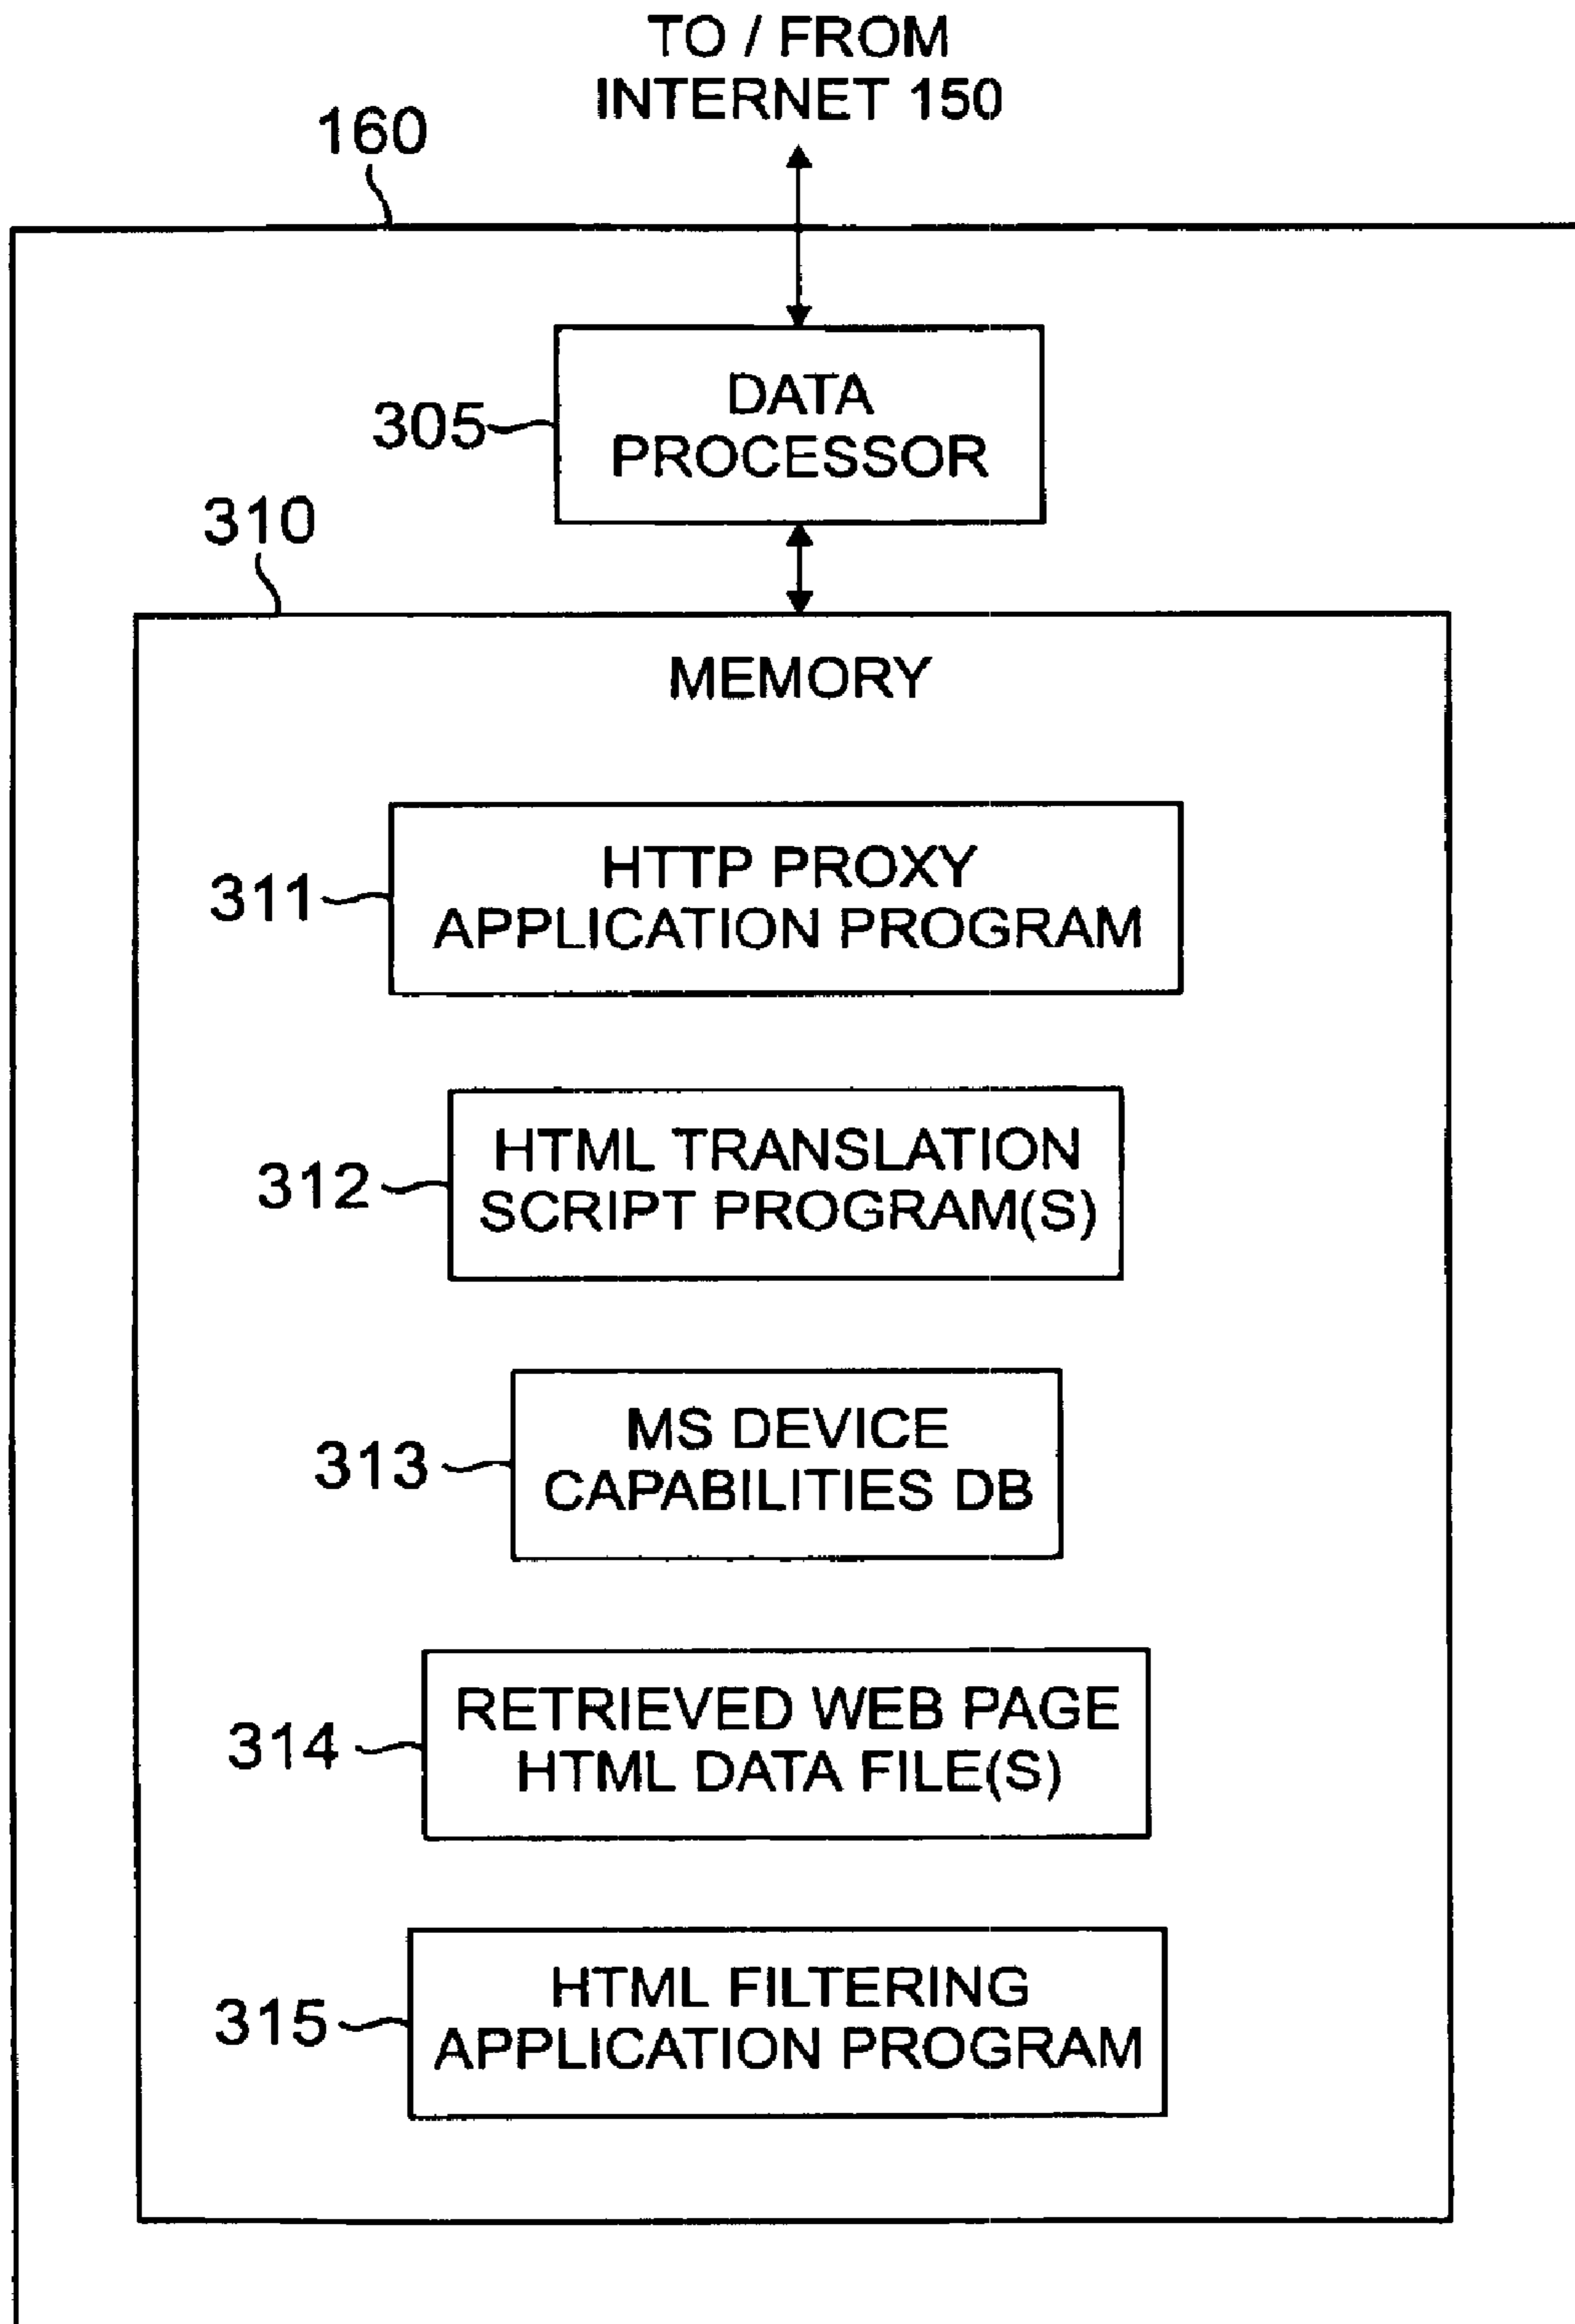 TO / FROM
INTERNET 150
160
DATA
PROCESSOR
305
310
MEMORY
HTTP PROXY
APPLICATION PROGRAM
311
HTML TRANSLATION
SCRIPT PROGRAM(S)
312
MS DEVICE
CAPABILITIES DB
313
RETRIEVED WEB PAGE
HTML DATA FILE(S)
314
HTML FILTERING
APPLICATION PROGRAM
315